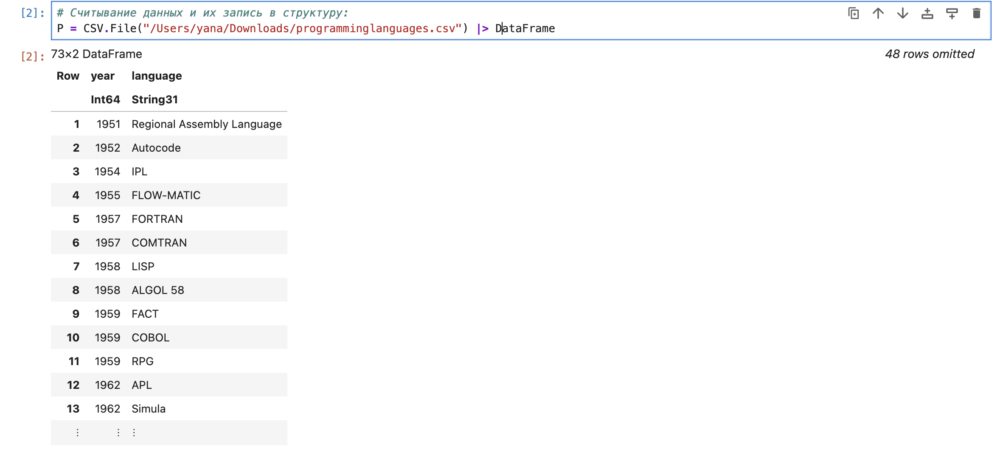 [2]: # Считывание данных и их запись в структуру:
P = CSV.File("/Users/yana/Downloads/programminglanguages.csv") |> DataFrame
[2]: 73×2 DataFrame 48 rows omitted
Row year language
Int64 String31
1 1951 Regional Assembly Language
2 1952 Autocode
3 1954 IPL
4 1955 FLOW-MATIC
5 1957 FORTRAN
6 1957 COMTRAN
7 1958 LISP
8 1958 ALGOL 58
9 1959 FACT
10 1959 COBOL
11 1959 RPG
12 1962 APL
13 1962 Simula
⋮ ⋮ ⋮